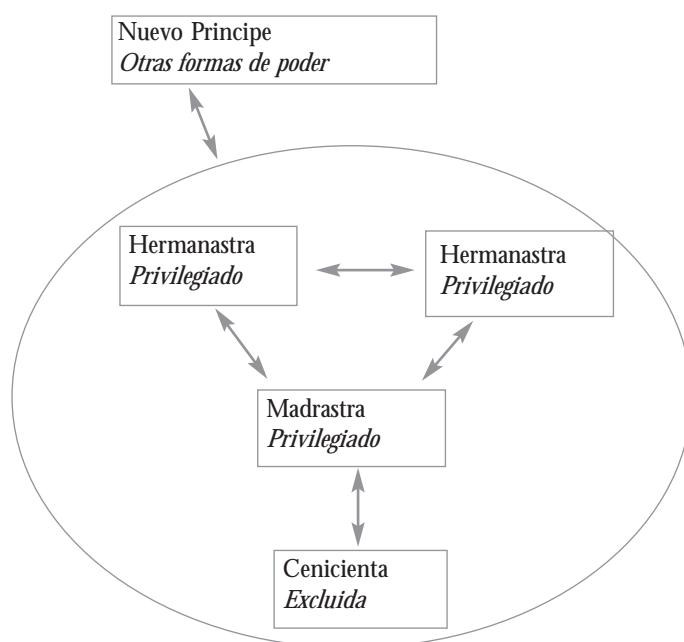 Nuevo Principe
Otras formas de poder
Hermanastra
Privilegiado
Hermanastra
Privilegiado
Madrastra
Privilegiado
Cenicienta
Excluida